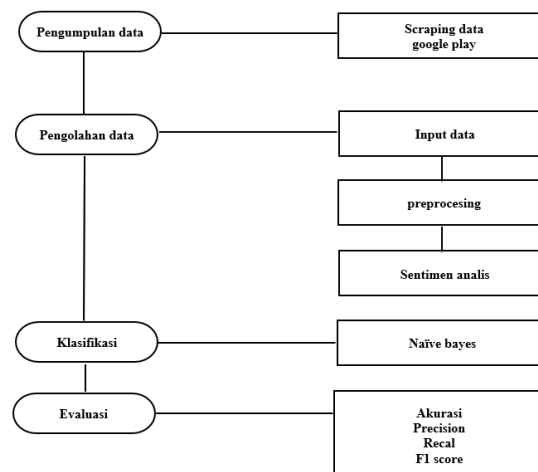 Pengumpulan data
Scraping data
google play
Pengolahan data
Input data
preprocesing
Sentimen analis
Klasifikasi
Naïve bayes
Evaluasi
Akurasi
Precision
Recal
F1 score